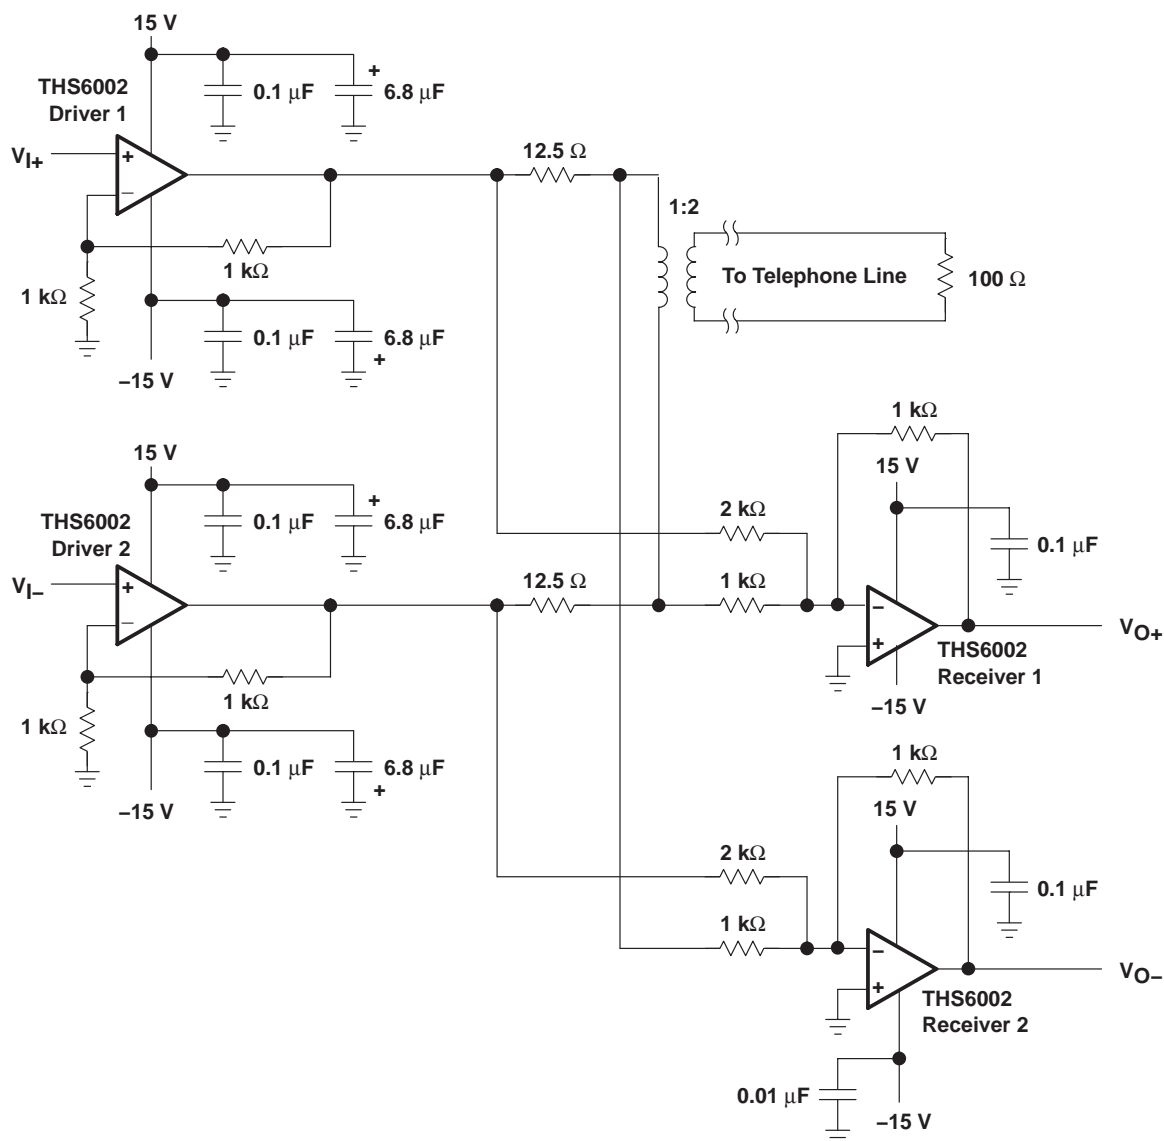 15 V
THS6002
Driver 1
0.1 μF
6.8 μF
+
VI+
+
−
1 kΩ
1 kΩ
0.1 μF
6.8 μF
+
–15 V
12.5 Ω
1:2
To Telephone Line
100 Ω
15 V
THS6002
Driver 2
0.1 μF
6.8 μF
+
VI–
+
−
1 kΩ
1 kΩ
0.1 μF
6.8 μF
+
–15 V
12.5 Ω
1 kΩ
15 V
2 kΩ
0.1 μF
1 kΩ
−
+
VO+
THS6002
Receiver 1
–15 V
1 kΩ
15 V
2 kΩ
0.1 μF
1 kΩ
−
+
VO–
THS6002
Receiver 2
0.01 μF
–15 V